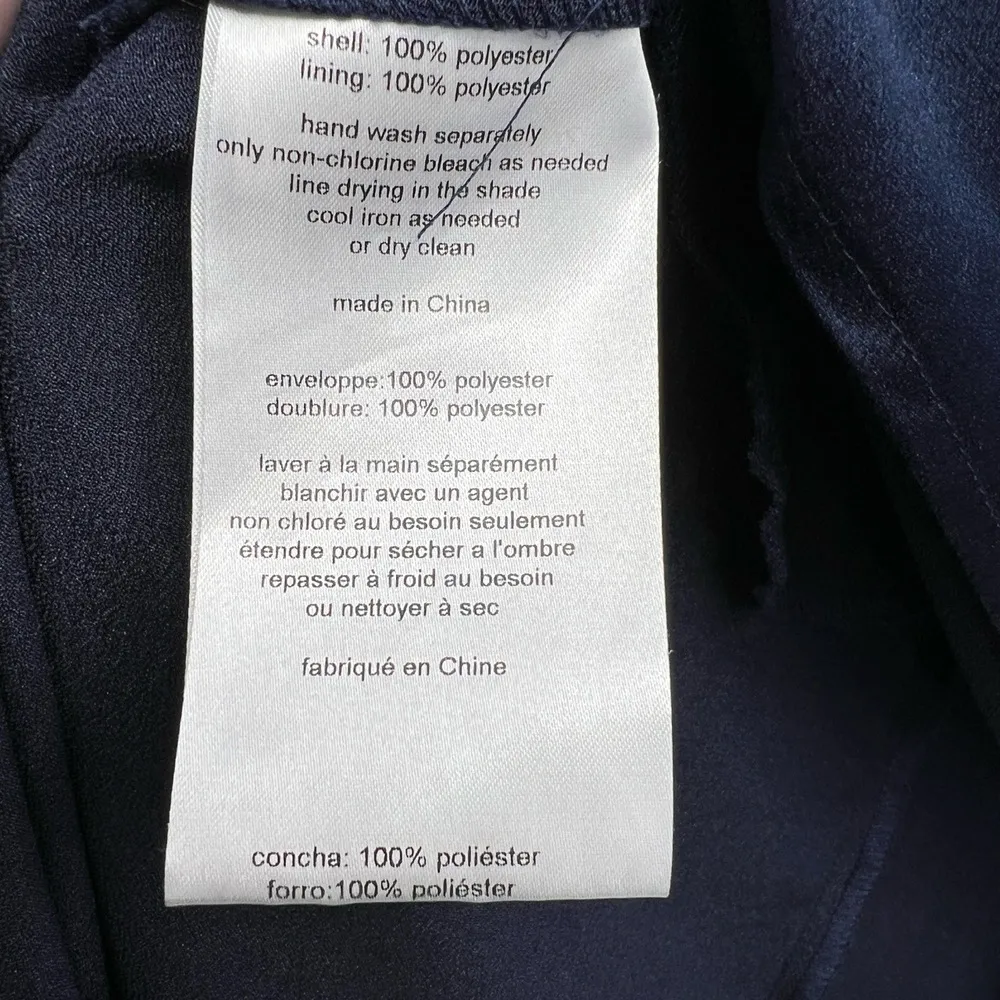 shell: 100% polyester
lining: 100% polyester
hand wash separately
only non-chlorine bleach as needed
line drying in the shade
cool iron as needed
or dry clean
made in China
enveloppe:100% polyester
doublure: 100% polyester
laver à la main séparément
blanchir avec un agent
non chloré au besoin seulement
étendre pour sécher a l'ombre
repasser à froid au besoin
ou nettoyer à sec
fabriqué en Chine
concha: 100% poliéster
forro:100% poliéster